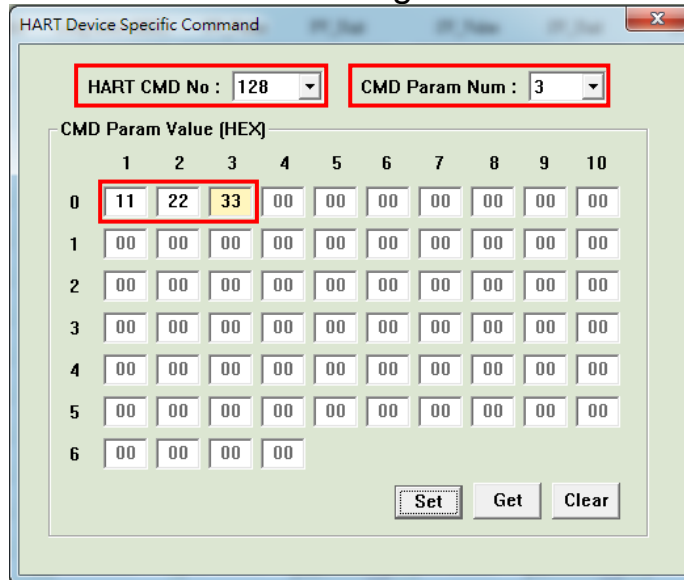 HART Device Specific Command
HART CMD No : 128 CMD Param Num : 3
CMD Param Value (HEX)
1 2 3 4 5 6 7 8 9 10
0 11 22 33 00 00 00 00 00 00 00
1 00 00 00 00 00 00 00 00 00 00
2 00 00 00 00 00 00 00 00 00 00
3 00 00 00 00 00 00 00 00 00 00
4 00 00 00 00 00 00 00 00 00 00
5 00 00 00 00 00 00 00 00 00 00
6 00 00 00 00
Set Get Clear